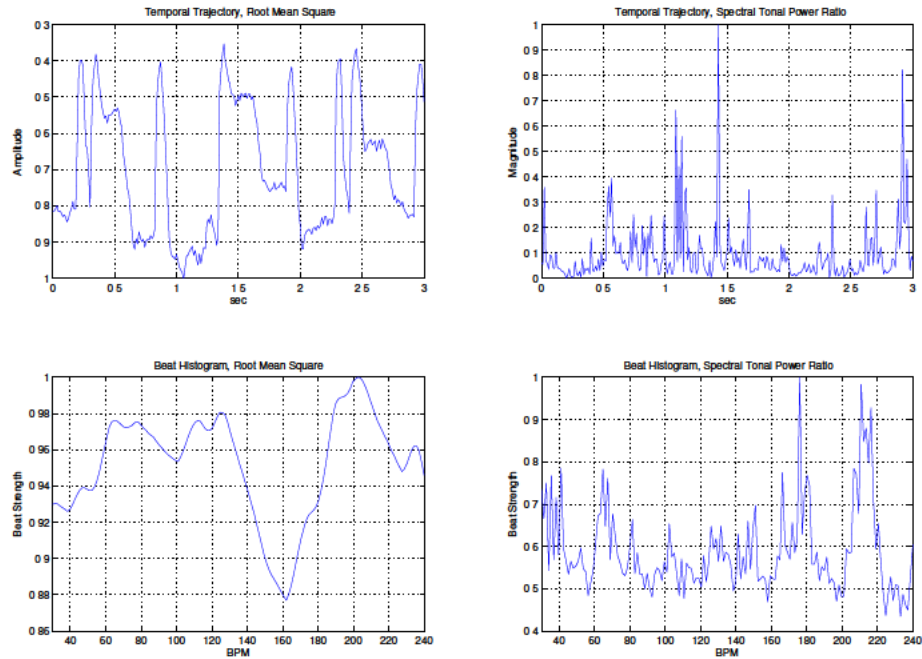 Temporal Trajectory, Root Mean Square
Amplitude
0 3
0 4
0 5
0 6
0 7
0 8
0 9
1
0 0 5 1 1 5 2 2 5 3
sec
Temporal Trajectory, Spectral Tonal Power Ratio
Magnitude
1
0 9
0 8
0 7
0 6
0 5
0 4
0 3
0 2
0 1
0
0 0 5 1 1 5 2 2 5 3
sec
Beat Histogram, Root Mean Square
Beat Strength
1
0 98
0 96
0 94
0 92
0 9
0 88
0 86
40 60 80 100 120 140 160 180 200 220 240
BPM
Beat Histogram, Spectral Tonal Power Ratio
Beat Strength
1
0 9
0 8
0 7
0 6
0 5
0 4
40 60 80 100 120 140 160 180 200 220 240
BPM